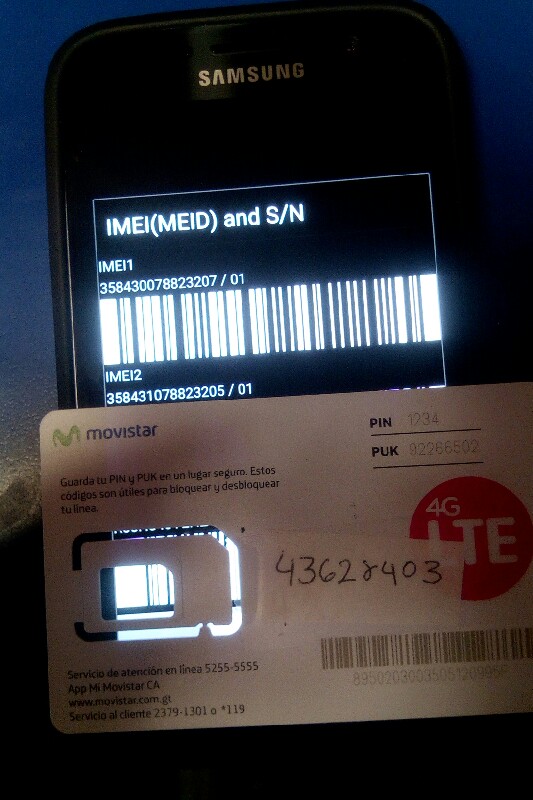 SAMSUNG
IMEI(MEID) and S/N
IMEI1
358430078823207 / 01
IMEI2
358431078823205 / 01
movistar
PIN 1234
PUK 92286502
Guarda tu PIN y PUK en un lugar seguro. Estos
códigos son útiles para bloquear y desbloquear
tu línea.
4G
LTE
43628403
Servicio de atención en línea 5255-5555
App Mi Movistar CA
www.movistar.com.gt
Servicio al cliente 2379-1301 o *119